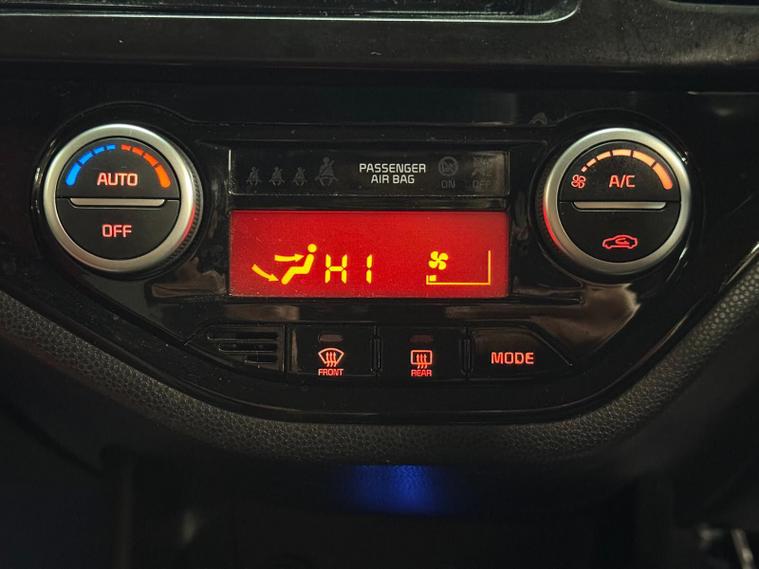 PASSENGER
AIR BAG
ON
OFF
AUTO
OFF
A/C
HI
FRONT
REAR
MODE